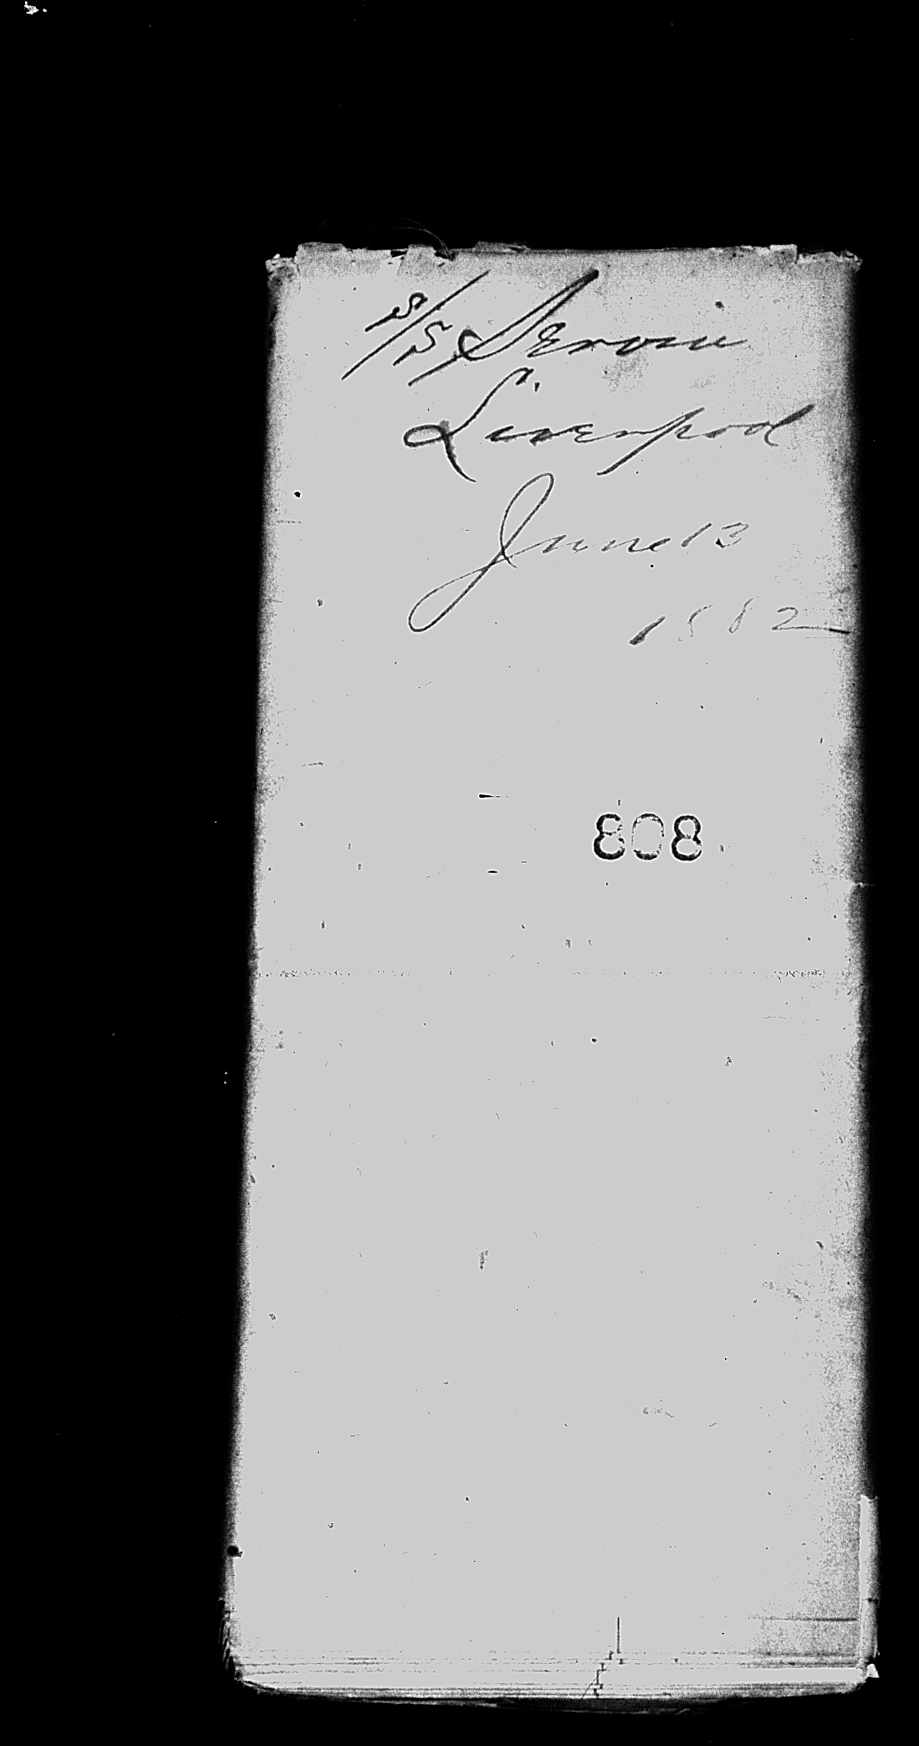 S/S, Servia
Liverpool
June 13
1882
808